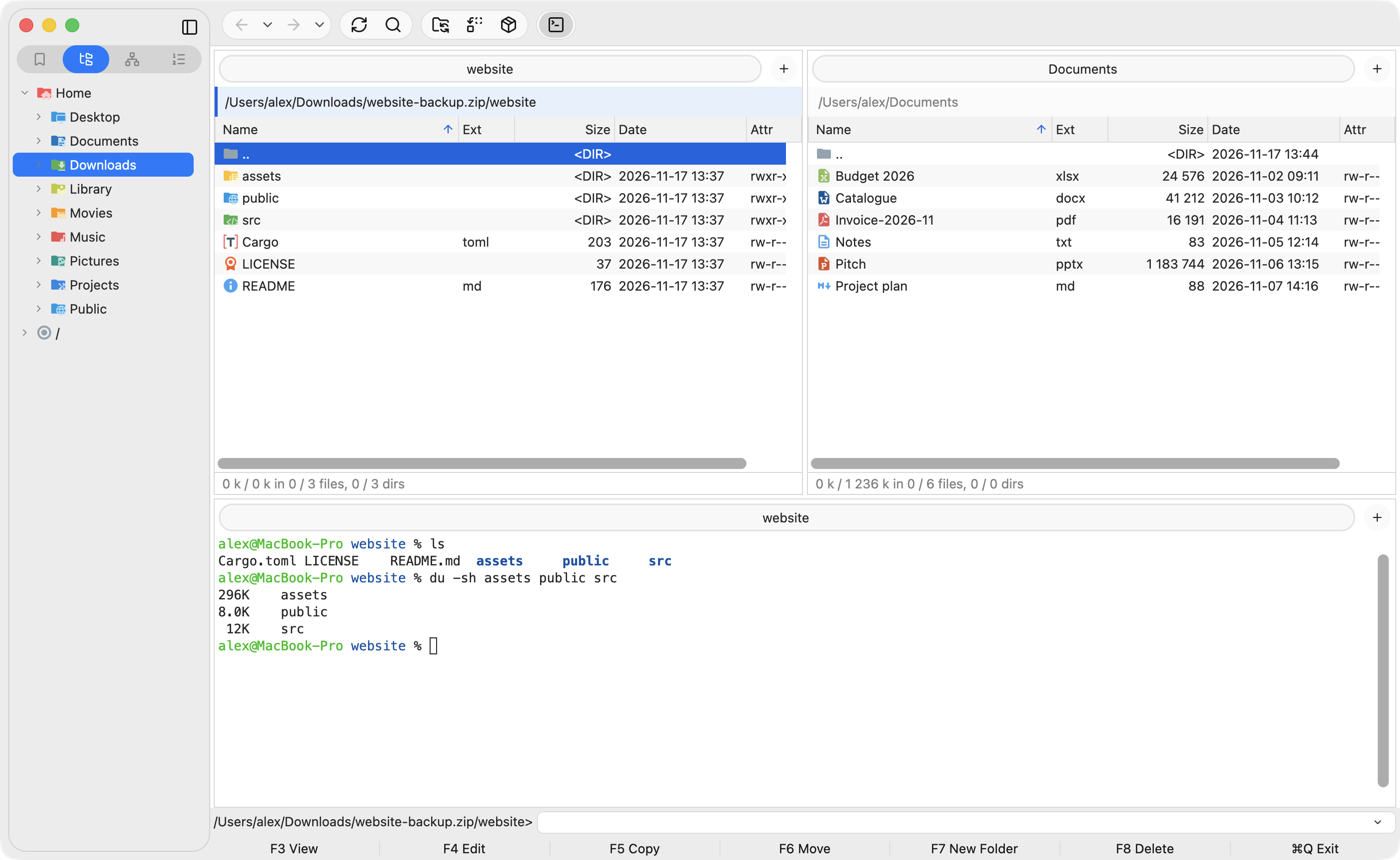 Home
Desktop
Documents
Downloads
Library
Movies
Music
Pictures
Projects
Public
/
website +
/Users/alex/Downloads/website-backup.zip/website
Name Ext Size Date Attr
.. <DIR>
assets <DIR> 2026-11-17 13:37 rwxr-x
public <DIR> 2026-11-17 13:37 rwxr-x
src <DIR> 2026-11-17 13:37 rwxr-x
Cargo toml 203 2026-11-17 13:37 rw-r--
LICENSE 37 2026-11-17 13:37 rw-r--
README md 176 2026-11-17 13:37 rw-r--
0 k / 0 k in 0 / 3 files, 0 / 3 dirs
Documents +
/Users/alex/Documents
Name Ext Size Date Attr
.. <DIR> 2026-11-17 13:44
Budget 2026 xlsx 24 576 2026-11-02 09:11 rw-r--
Catalogue docx 41 212 2026-11-03 10:12 rw-r--
Invoice-2026-11 pdf 16 191 2026-11-04 11:13 rw-r--
Notes txt 83 2026-11-05 12:14 rw-r--
Pitch pptx 1 183 744 2026-11-06 13:15 rw-r--
Project plan md 88 2026-11-07 14:16 rw-r--
0 k / 1 236 k in 0 / 6 files, 0 / 0 dirs
website +
alex@MacBook-Pro website % ls
Cargo.toml LICENSE README.md assets public src
alex@MacBook-Pro website % du -sh assets public src
296K assets
8.0K public
12K src
alex@MacBook-Pro website %
/Users/alex/Downloads/website-backup.zip/website>
F3 View F4 Edit F5 Copy F6 Move F7 New Folder F8 Delete ⌘Q Exit